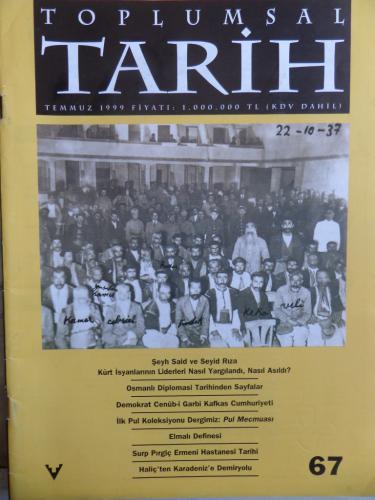 TOPLUMSAL
TARİH
TEMMUZ 1999 FİYATI: 1.000.000 TL (KDV DAHİL)
22-10-37
Kamer
cebrail
Şeyh Said ve Seyid Rıza
Kürt İsyanlarının Liderleri Nasıl Yargılandı, Nasıl Asıldı?
Osmanlı Diplomasi Tarihinden Sayfalar
Demokrat Cenûb-i Garbi Kafkas Cumhuriyeti
İlk Pul Koleksiyonu Dergimiz: Pul Mecmuası
Elmalı Definesi
Surp Pırgiç Ermeni Hastanesi Tarihi
Haliç'ten Karadeniz'e Demiryolu
67